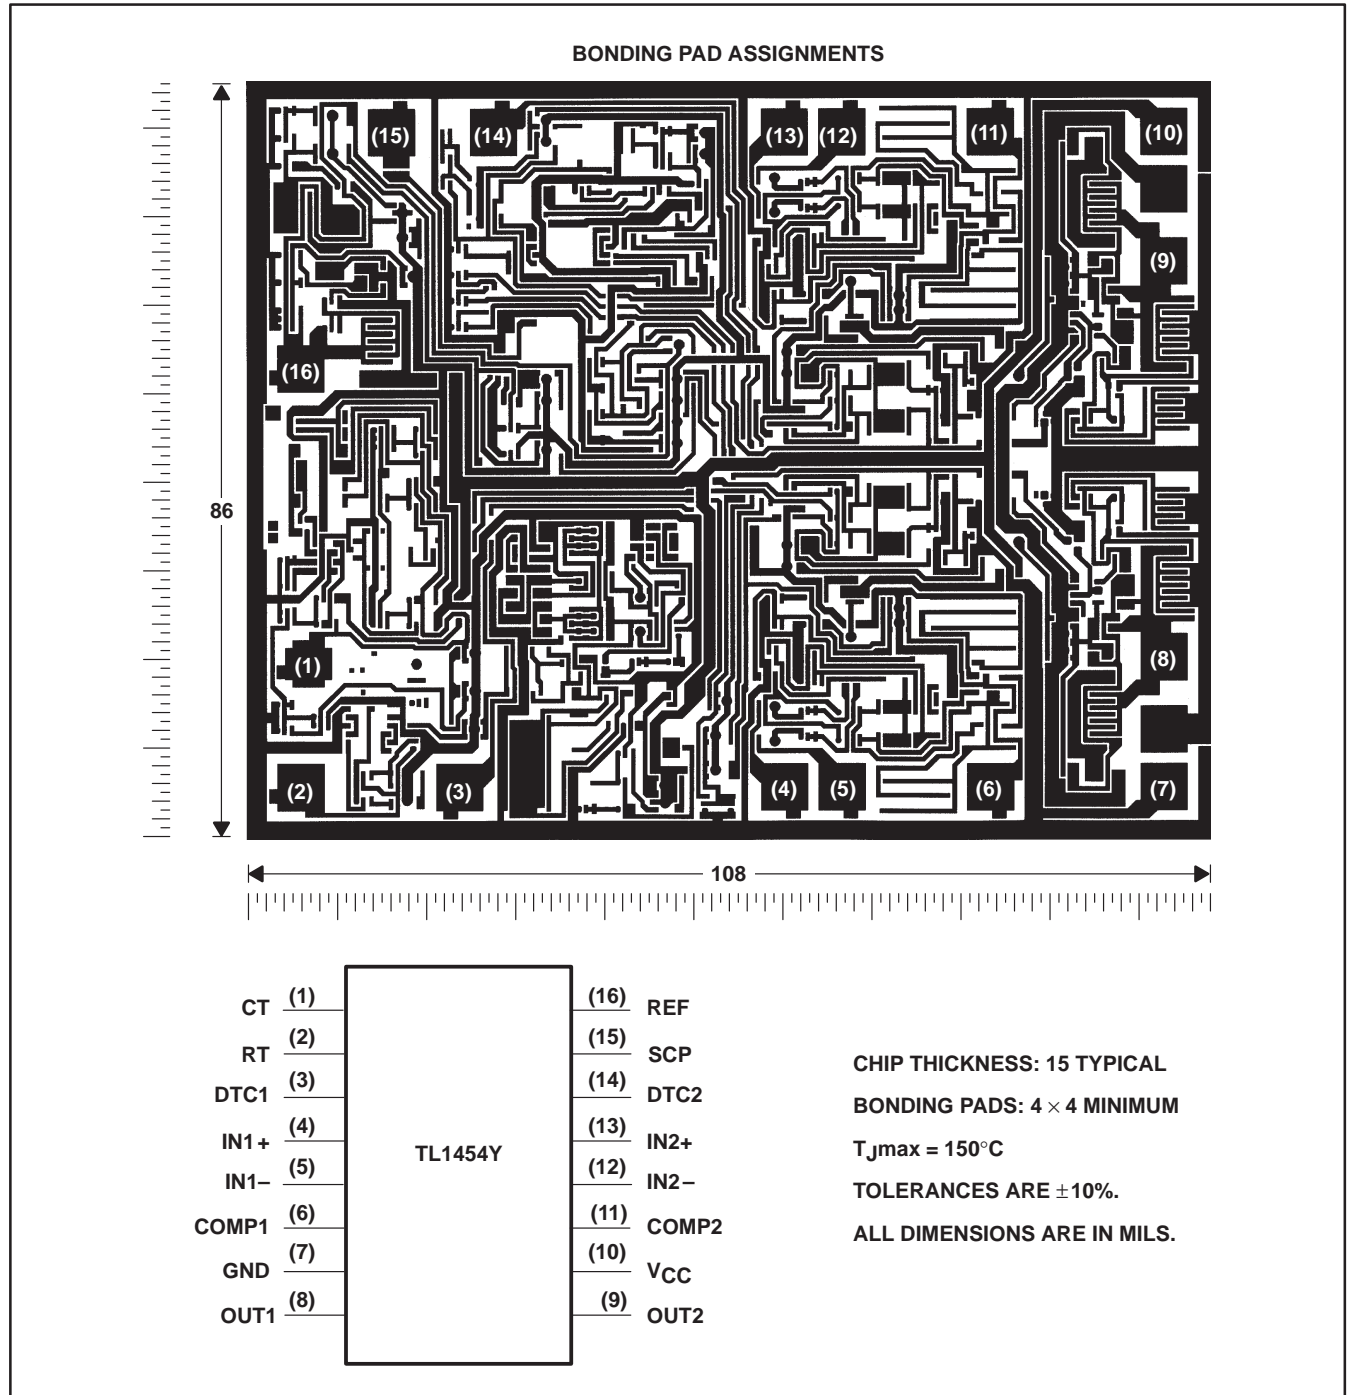 BONDING PAD ASSIGNMENTS
(15)
(14)
(13)
(12)
(11)
(10)
(9)
(16)
86
(1)
(8)
(2)
(3)
(4)
(5)
(6)
(7)
108
CT (1)
RT (2)
DTC1 (3)
IN1+ (4)
IN1– (5)
COMP1 (6)
GND (7)
OUT1 (8)
TL1454Y
(16) REF
(15) SCP
(14) DTC2
(13) IN2+
(12) IN2–
(11) COMP2
(10) VCC
(9) OUT2
CHIP THICKNESS: 15 TYPICAL
BONDING PADS: 4 × 4 MINIMUM
TJmax = 150°C
TOLERANCES ARE ±10%.
ALL DIMENSIONS ARE IN MILS.